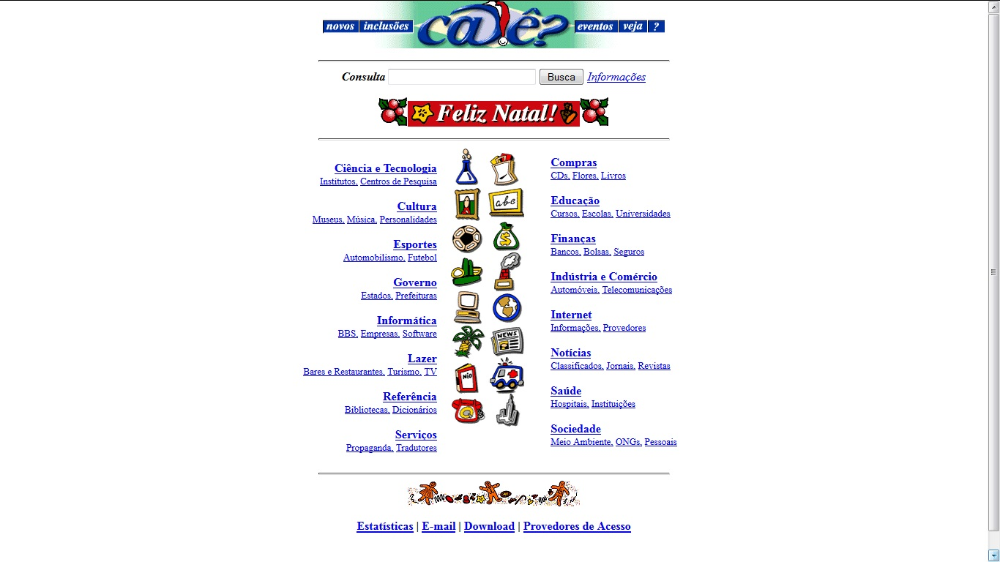 novos inclusões cadê? eventos veja ?
Consulta Busca Informações
Feliz Natal!
Ciência e Tecnologia
Institutos, Centros de Pesquisa
Cultura
Museus, Música, Personalidades
Esportes
Automobilismo, Futebol
Governo
Estados, Prefeituras
Informática
BBS, Empresas, Software
Lazer
Bares e Restaurantes, Turismo, TV
Referência
Bibliotecas, Dicionários
Serviços
Propaganda, Tradutores
abc
$
NEWS
Compras
CDs, Flores, Livros
Educação
Cursos, Escolas, Universidades
Finanças
Bancos, Bolsas, Seguros
Indústria e Comércio
Automóveis, Telecomunicações
Internet
Informações, Provedores
Notícias
Classificados, Jornais, Revistas
Saúde
Hospitais, Instituições
Sociedade
Meio Ambiente, ONGs, Pessoais
Estatísticas | E-mail | Download | Provedores de Acesso